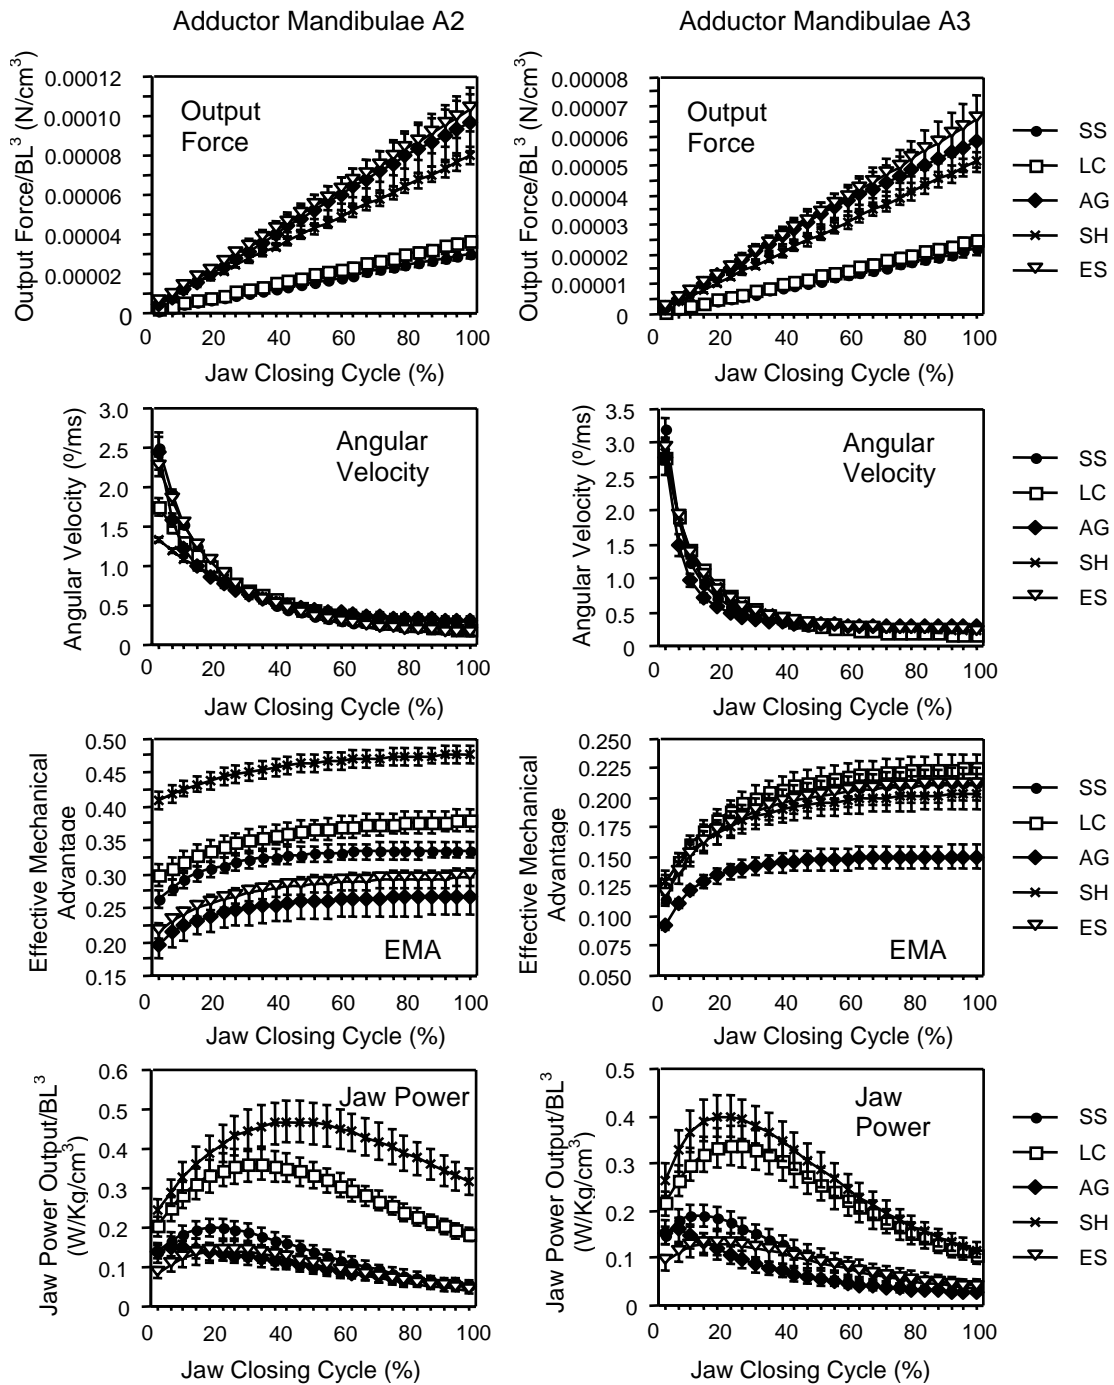 Adductor Mandibulae A2
Adductor Mandibulae A3
Output Force/BL³ (N/cm³)
0.00012
0.00010
0.00008
0.00006
0.00004
0.00002
0
Output
Force
0 20 40 60 80 100
Jaw Closing Cycle (%)
Output Force/BL³ (N/cm³)
0.00008
0.00007
0.00006
0.00005
0.00004
0.00003
0.00002
0.00001
0
Output
Force
0 20 40 60 80 100
Jaw Closing Cycle (%)
SS
LC
AG
SH
ES
Angular Velocity (º/ms)
3.0
2.5
2.0
1.5
1.0
0.5
0
Angular
Velocity
0 20 40 60 80 100
Jaw Closing Cycle (%)
Angular Velocity (º/ms)
3.5
3.0
2.5
2.0
1.5
1.0
0.5
0
Angular
Velocity
0 20 40 60 80 100
Jaw Closing Cycle (%)
SS
LC
AG
SH
ES
Effective Mechanical
Advantage
0.50
0.45
0.40
0.35
0.30
0.25
0.20
0.15
EMA
0 20 40 60 80 100
Jaw Closing Cycle (%)
Effective Mechanical
Advantage
0.250
0.225
0.200
0.175
0.150
0.125
0.100
0.075
0.050
EMA
0 20 40 60 80 100
Jaw Closing Cycle (%)
SS
LC
AG
SH
ES
Jaw Power Output/BL³
(W/Kg/cm³)
0.6
0.5
0.4
0.3
0.2
0.1
0
Jaw Power
0 20 40 60 80 100
Jaw Closing Cycle (%)
Jaw Power Output/BL³
(W/Kg/cm³)
0.5
0.4
0.3
0.2
0.1
0
Jaw
Power
0 20 40 60 80 100
Jaw Closing Cycle (%)
SS
LC
AG
SH
ES